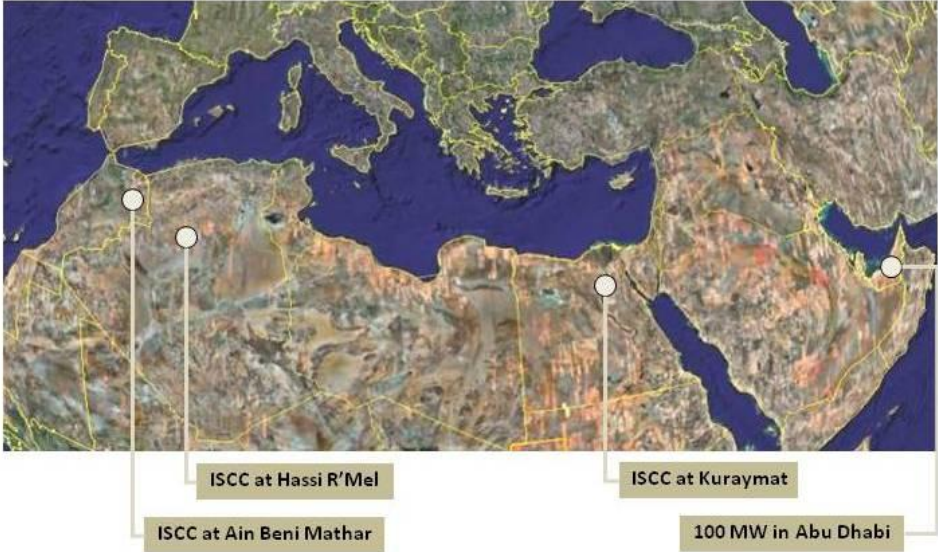 ISCC at Hassi R’Mel
ISCC at Kuraymat
ISCC at Ain Beni Mathar
100 MW in Abu Dhabi